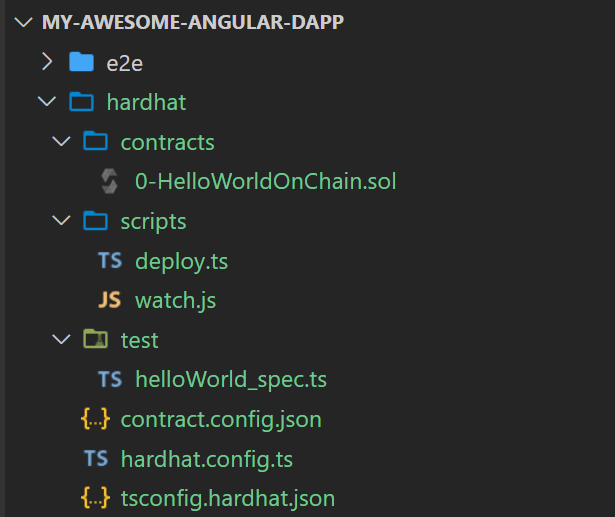 MY-AWESOME-ANGULAR-DAPP
e2e
hardhat
contracts
0-HelloWorldOnChain.sol
scripts
TS deploy.ts
JS watch.js
test
TS helloWorld_spec.ts
{..} contract.config.json
TS hardhat.config.ts
{..} tsconfig.hardhat.json